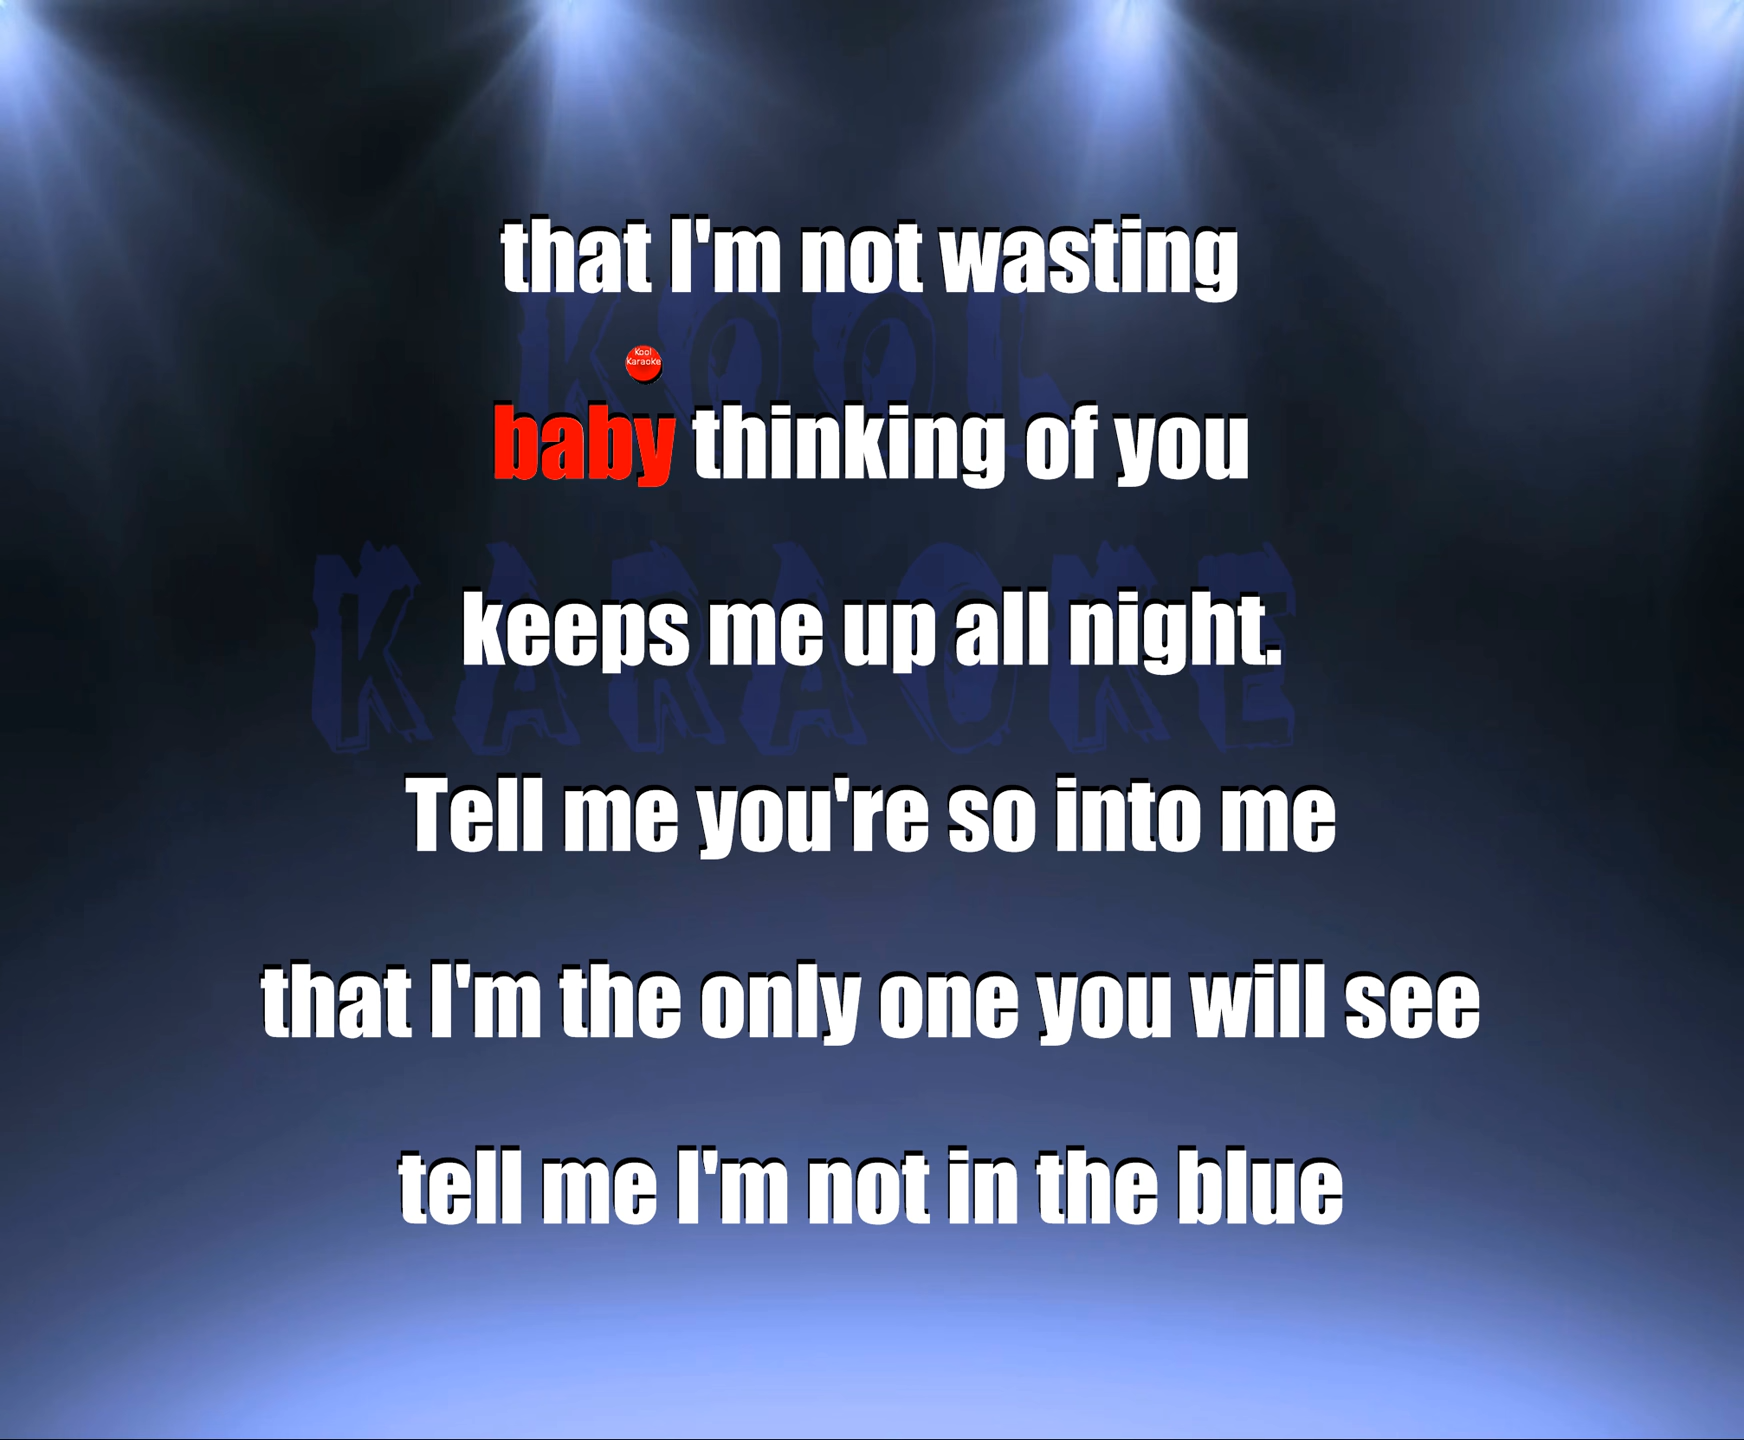 that I'm not wasting
Kool
Karaoke
baby thinking of you
KOOL
keeps me up all night.
KARAOKE
Tell me you're so into me
that I'm the only one you will see
tell me I'm not in the blue